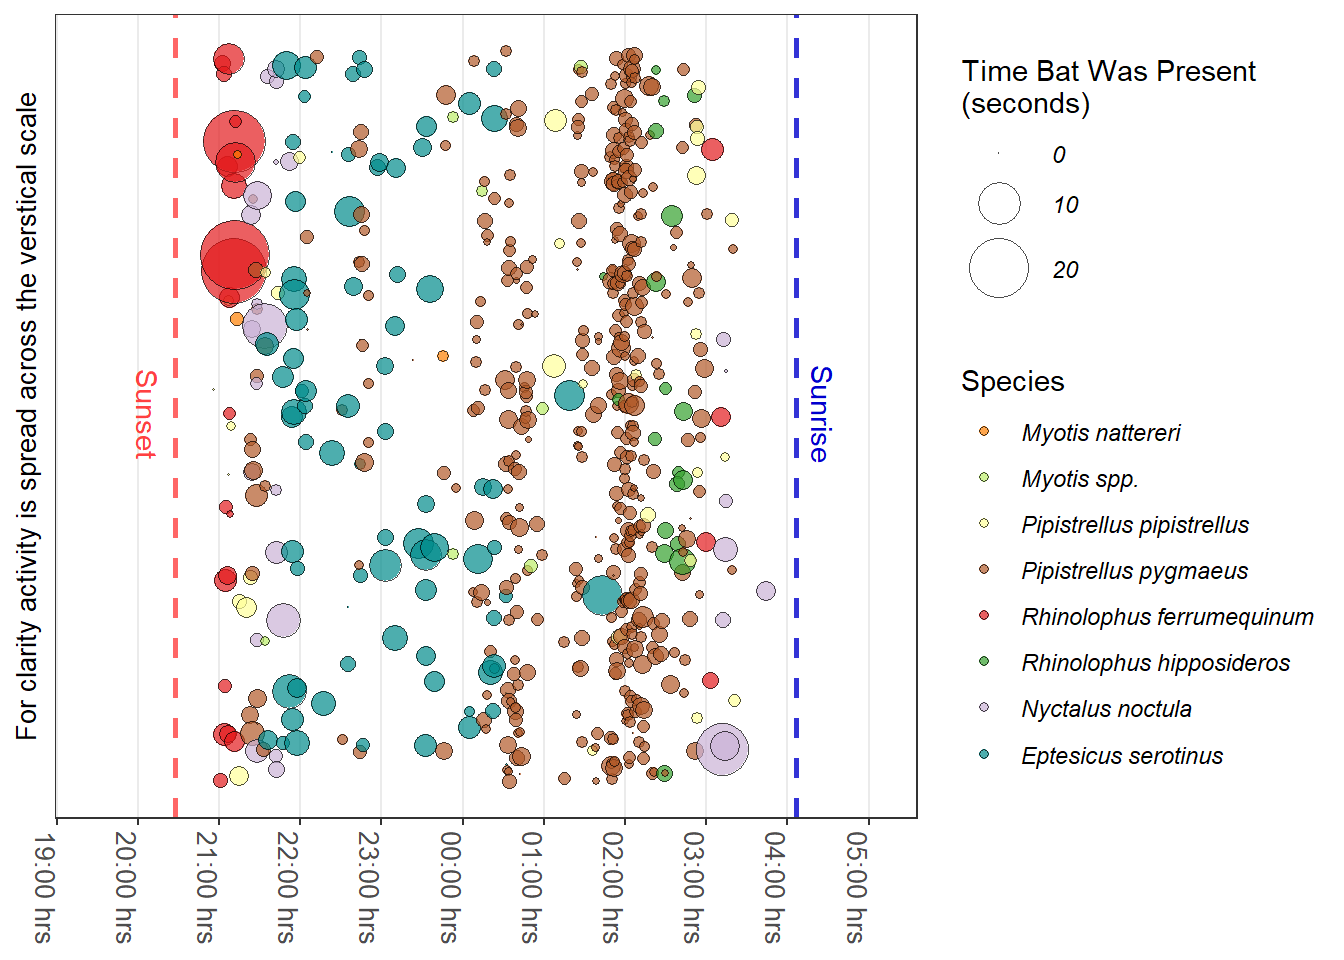 For clarity activity is spread across the verstical scale
Sunset
Sunrise
19:00 hrs
20:00 hrs
21:00 hrs
22:00 hrs
23:00 hrs
00:00 hrs
01:00 hrs
02:00 hrs
03:00 hrs
04:00 hrs
05:00 hrs
Time Bat Was Present
(seconds)
0
10
20
Species
Myotis nattereri
Myotis spp.
Pipistrellus pipistrellus
Pipistrellus pygmaeus
Rhinolophus ferrumequinum
Rhinolophus hipposideros
Nyctalus noctula
Eptesicus serotinus